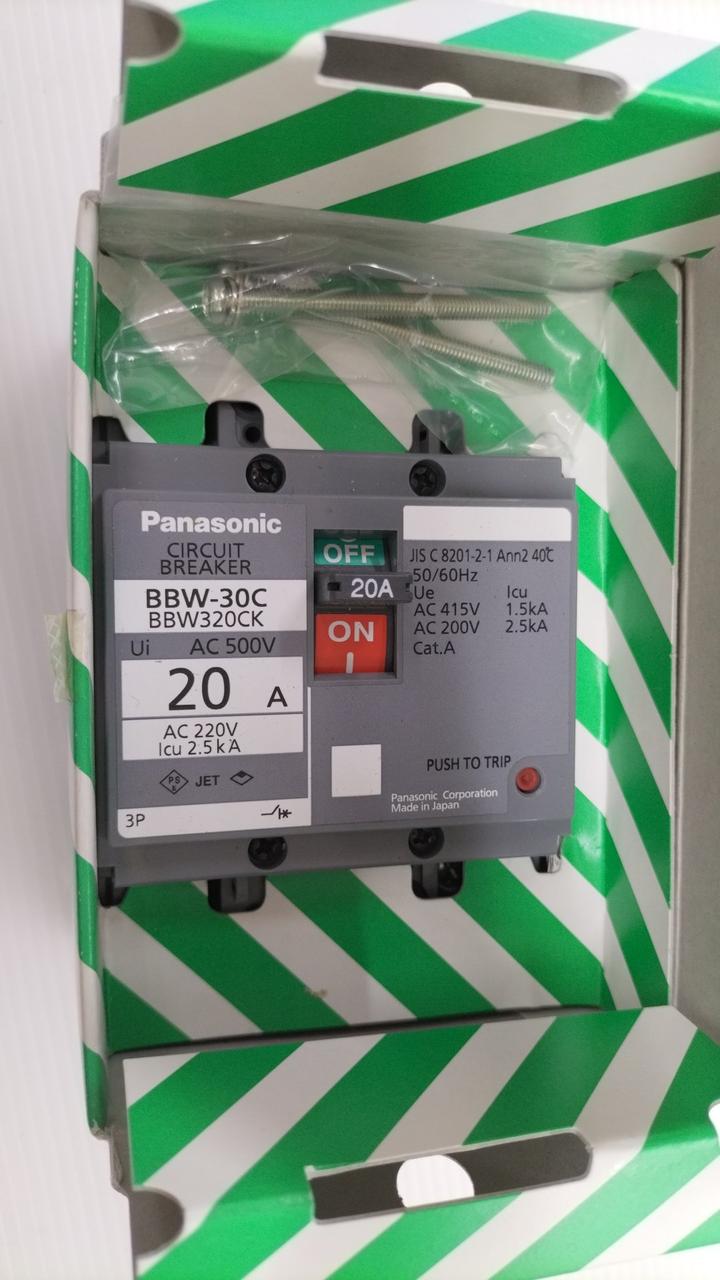 Panasonic
CIRCUIT
BREAKER
BBW-30C
BBW320CK
Ui AC 500V
20 A
AC 220V
Icu 2.5kA
PS
E
JET
3P
OFF
20A
ON
JIS C 8201-2-1 Ann2 40℃
50/60Hz
Ue Icu
AC 415V 1.5kA
AC 200V 2.5kA
Cat.A
PUSH TO TRIP
Panasonic Corporation
Made in Japan